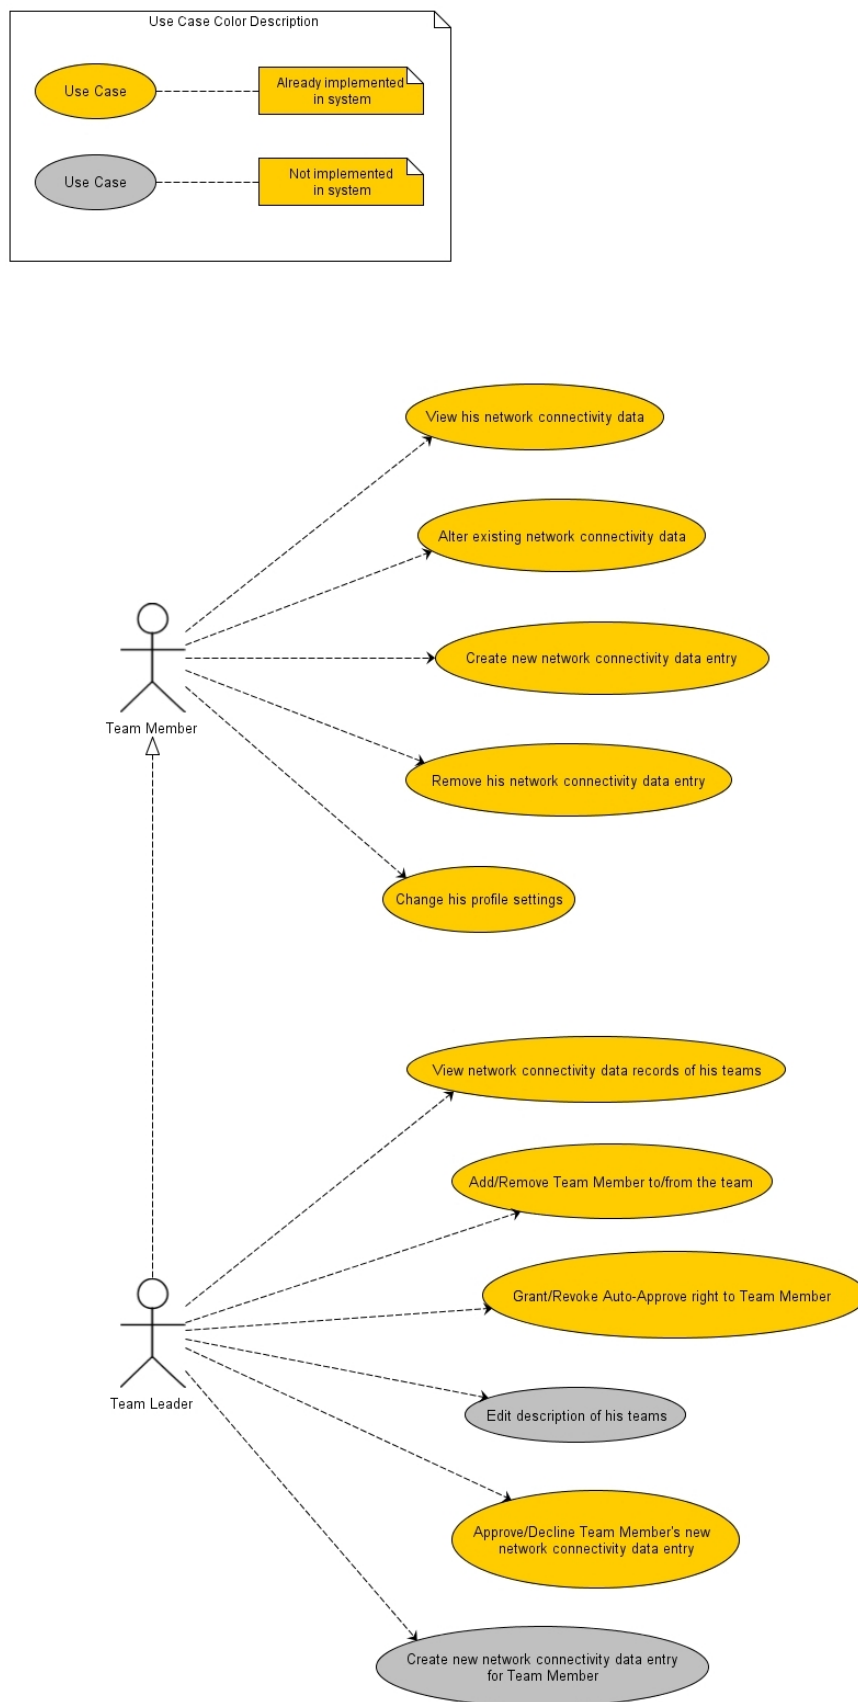 Use Case Color Description
Use Case
Already implemented
in system
Use Case
Not implemented
in system
View his network connectivity data
Alter existing network connectivity data
Create new network connectivity data entry
Team Member
Remove his network connectivity data entry
Change his profile settings
View network connectivity data records of his teams
Add/Remove Team Member to/from the team
Grant/Revoke Auto-Approve right to Team Member
Team Leader
Edit description of his teams
Approve/Decline Team Member's new
network connectivity data entry
Create new network connectivity data entry
for Team Member